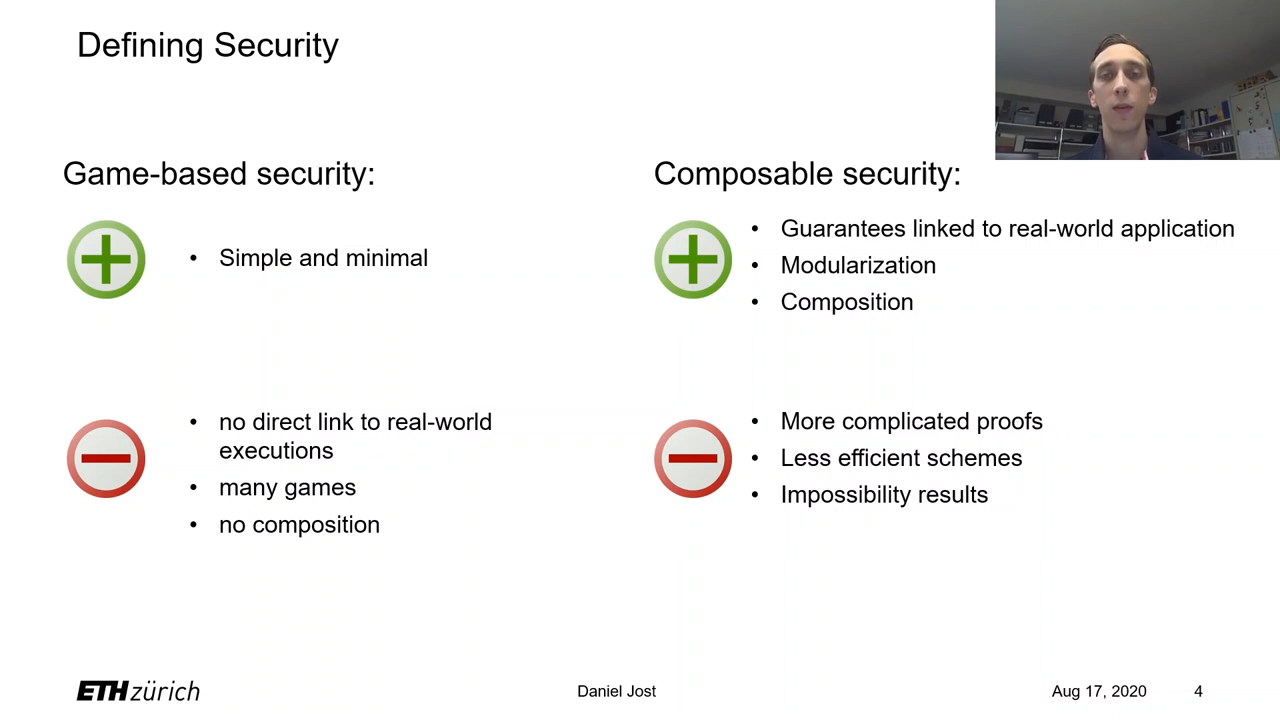 Defining Security
Game-based security:
• Simple and minimal
• no direct link to real-world
executions
• many games
• no composition
Composable security:
• Guarantees linked to real-world application
• Modularization
• Composition
• More complicated proofs
• Less efficient schemes
• Impossibility results
ETH zürich
Daniel Jost
Aug 17, 2020
4